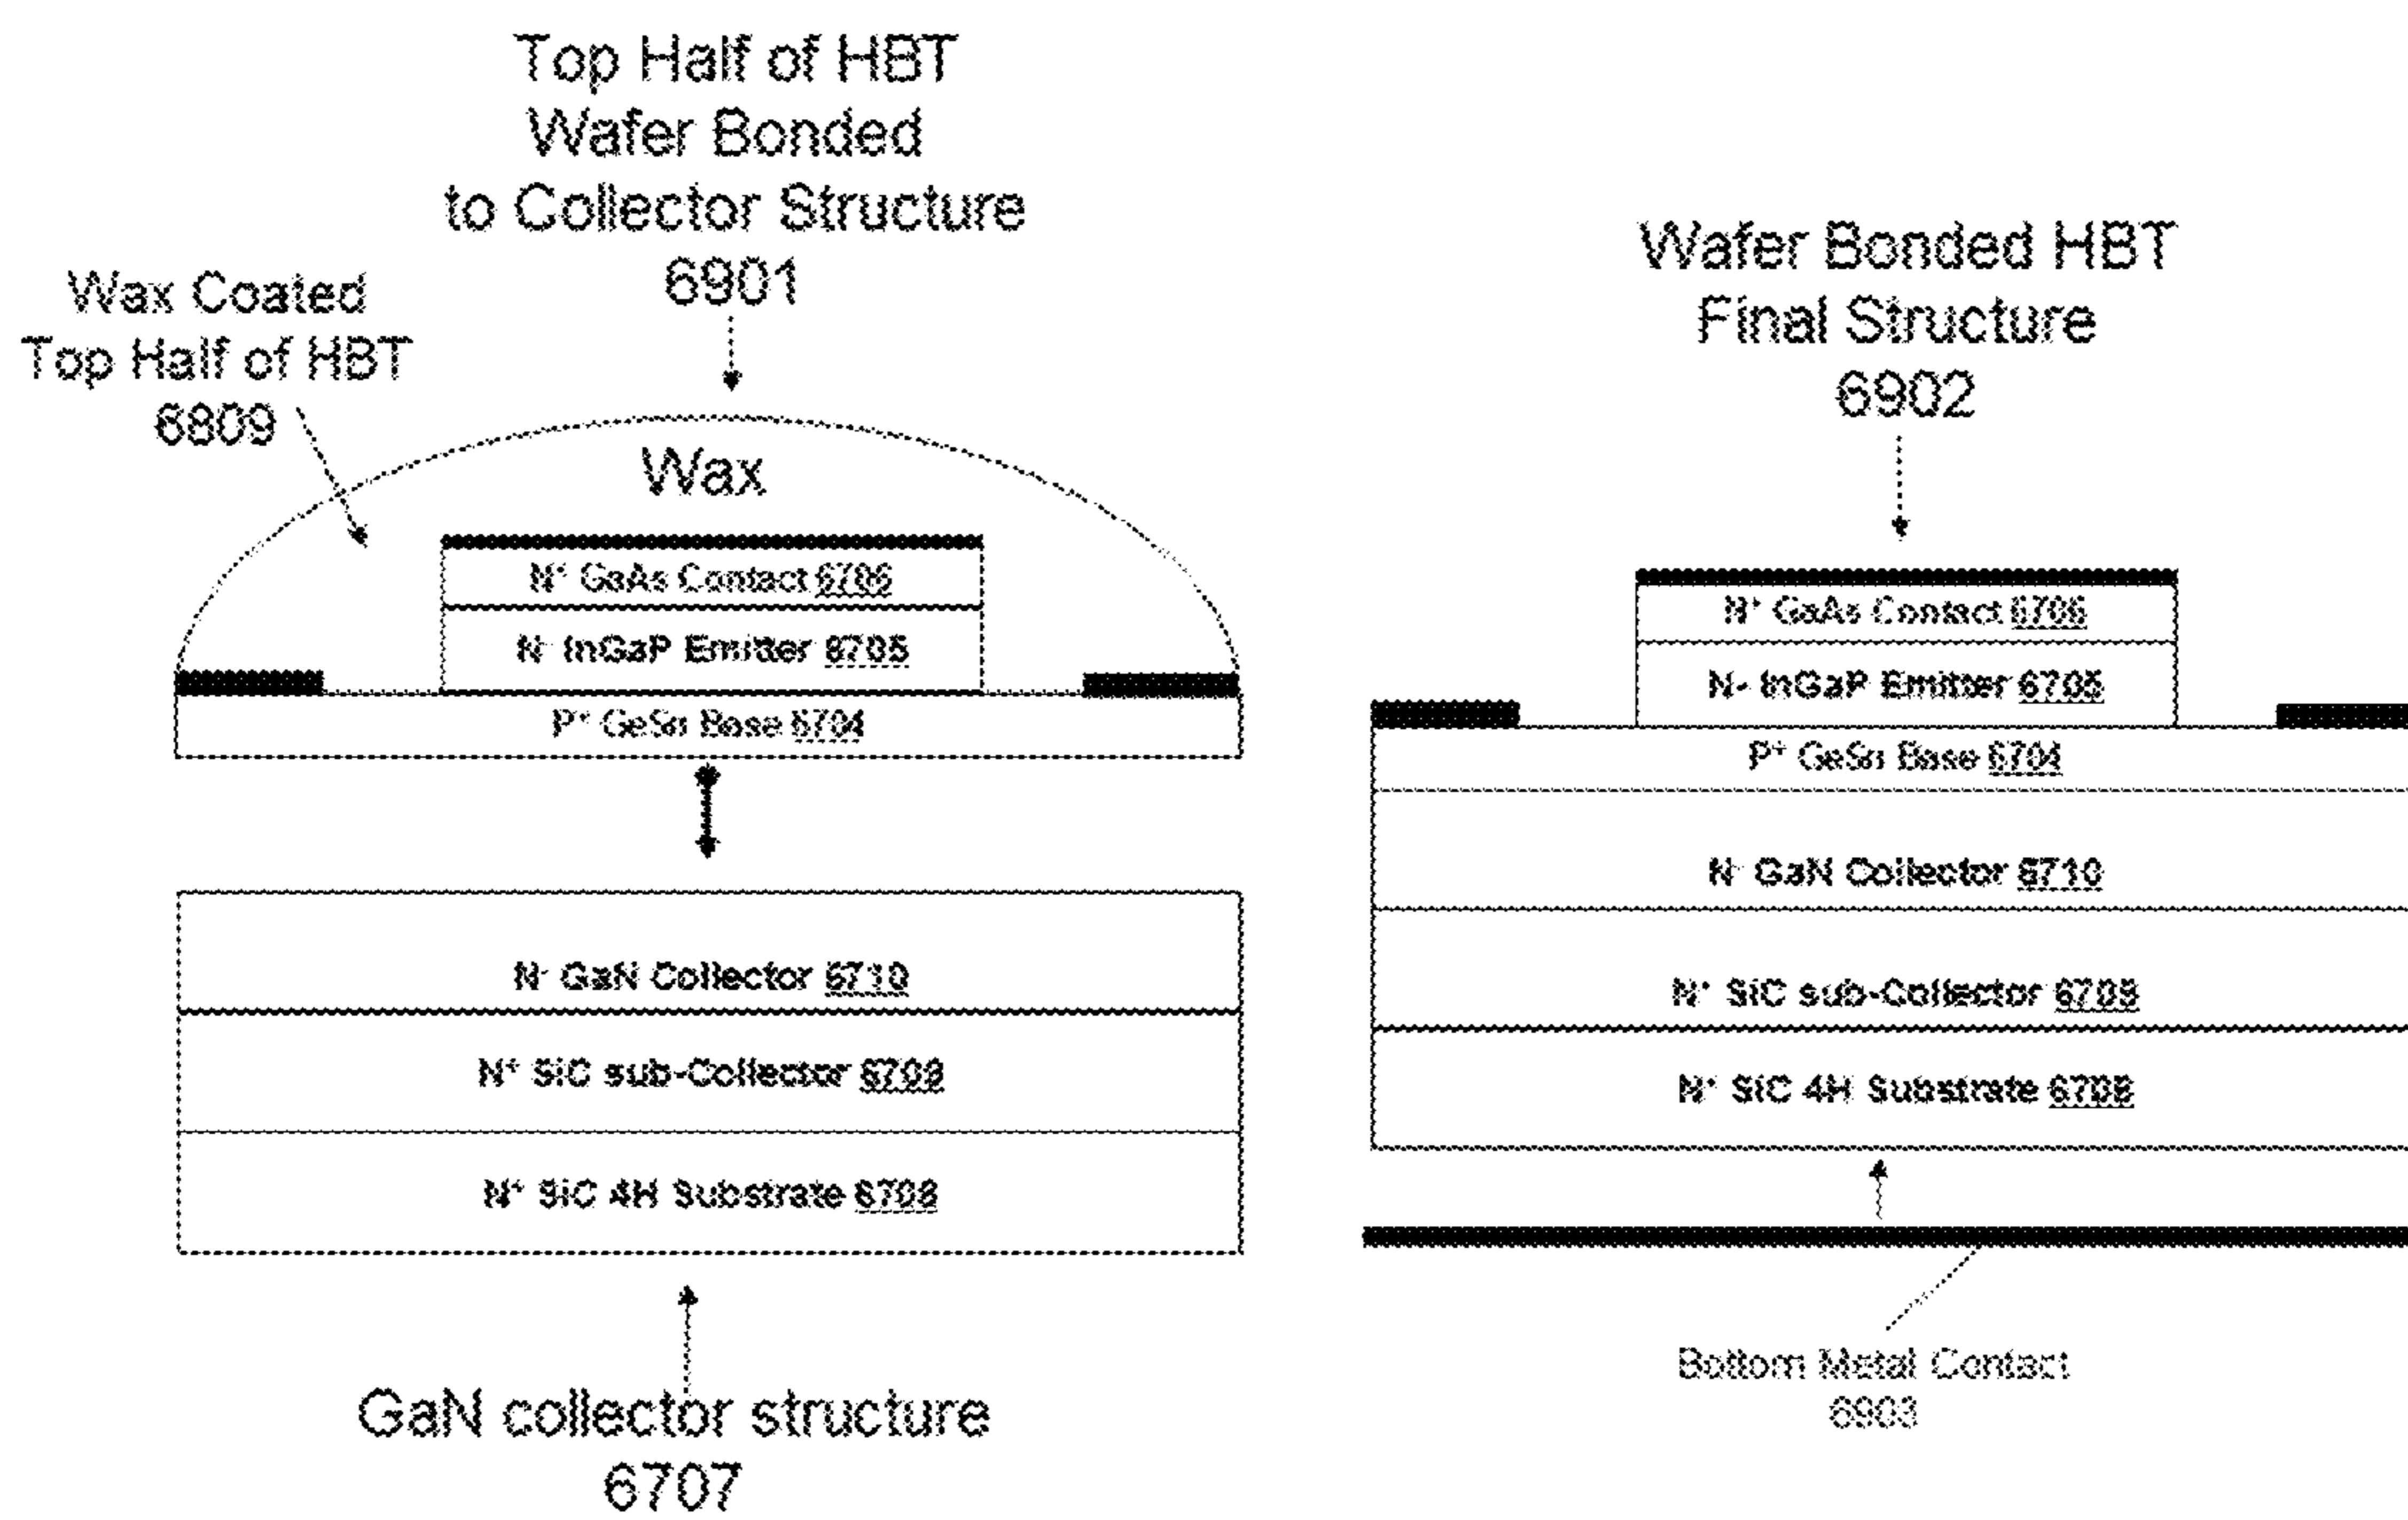 Top Half of HBT
Wafer Bonded
to Collector Structure
6901
Wax Coated
Top Half of HBT
6809
Wax
N⁺ GaAs Contact 6706
N⁻ InGaP Emitter 6705
P⁺ GeSn Base 6704
N⁻ GaN Collector 6710
N⁺ SiC sub-Collector 6709
N⁺ SiC 4H Substrate 6708
GaN collector structure
6707
Wafer Bonded HBT
Final Structure
6902
N⁺ GaAs Contact 6706
N- InGaP Emitter 6705
P⁺ GeSn Base 6704
N⁻ GaN Collector 6710
N⁺ SiC sub-Collector 6709
N⁺ SiC 4H Substrate 6708
Bottom Metal Contact
6903